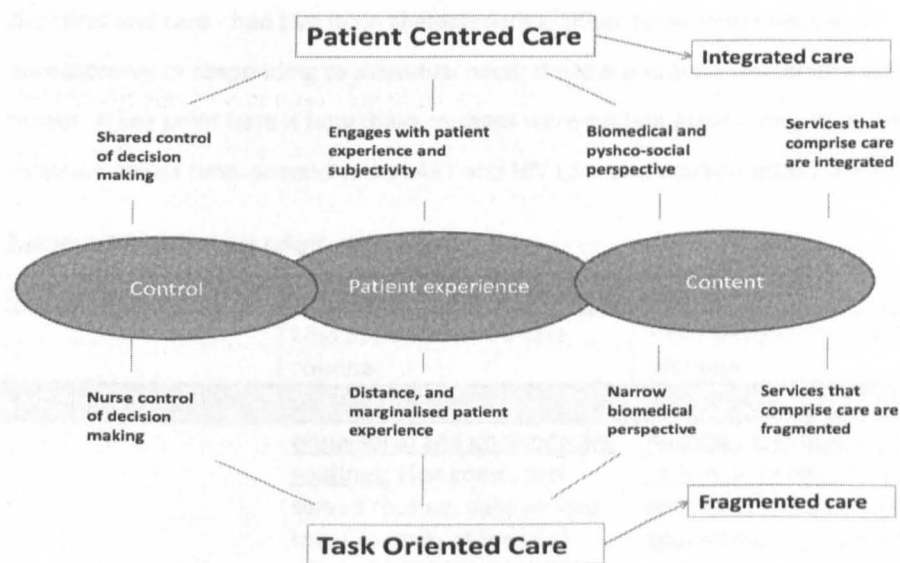 Patient Centred Care
Integrated care
Shared control
of decision
making
Engages with patient
experience and
subjectivity
Biomedical and
pyshco-social
perspective
Services that
comprise care
are integrated
Control
Patient experience
Content
Nurse control
of decision
making
Distance, and
marginalised patient
experience
Narrow
biomedical
perspective
Services that
comprise care are
fragmented
Fragmented care
Task Oriented Care